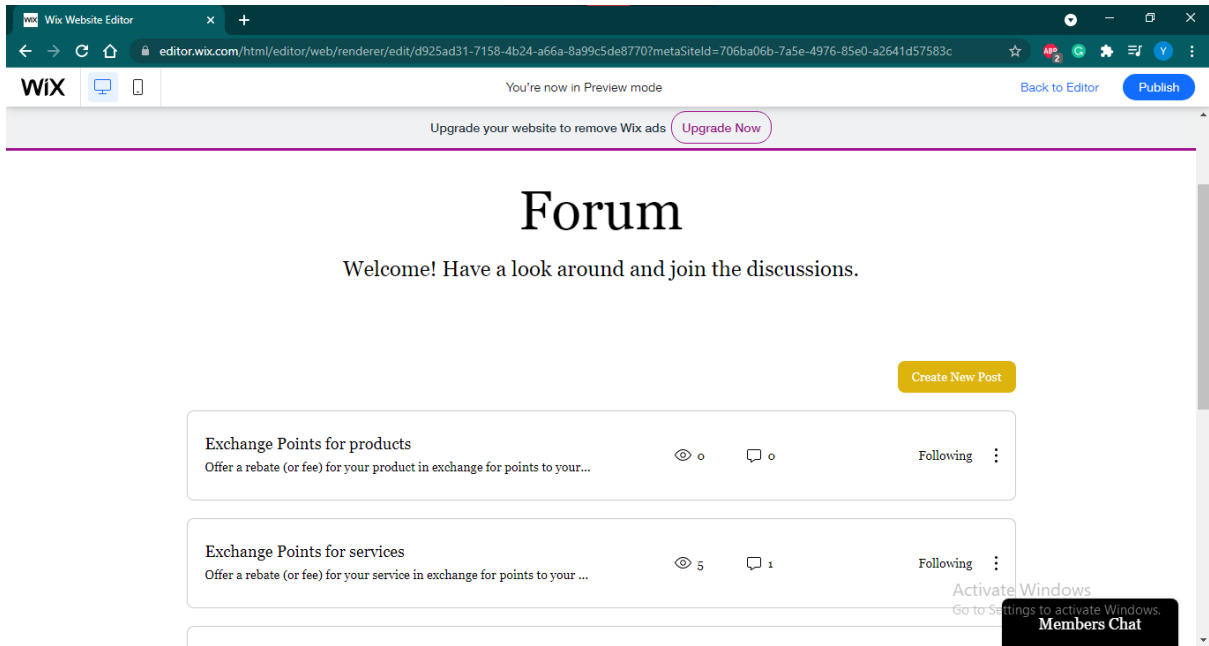 WiX Wix Website Editor
editor.wix.com/html/editor/web/renderer/edit/d925ad31-7158-4b24-a66a-8a99c5de8770?metaSiteId=706ba06b-7a5e-4976-85e0-a2641d57583c
ABP 2 G Y
WiX You're now in Preview mode Back to Editor Publish
Upgrade your website to remove Wix ads Upgrade Now
Forum
Welcome! Have a look around and join the discussions.
Create New Post
Exchange Points for products
Offer a rebate (or fee) for your product in exchange for points to your...
0 0 Following
Exchange Points for services
Offer a rebate (or fee) for your service in exchange for points to your ...
5 1 Following
Activate Windows
Go to Settings to activate Windows.
Members Chat